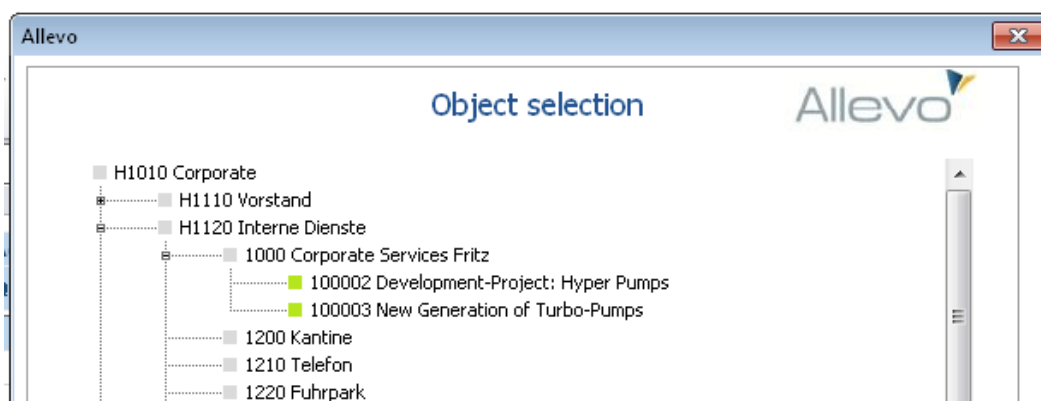 Allevo
Object selection
Allevo
H1010 Corporate
H1110 Vorstand
H1120 Interne Dienste
1000 Corporate Services Fritz
100002 Development-Project: Hyper Pumps
100003 New Generation of Turbo-Pumps
1200 Kantine
1210 Telefon
1220 Fuhrpark